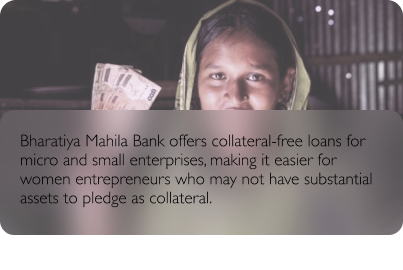 Bharatiya Mahila Bank offers collateral-free loans for
micro and small enterprises, making it easier for
women entrepreneurs who may not have substantial
assets to pledge as collateral.